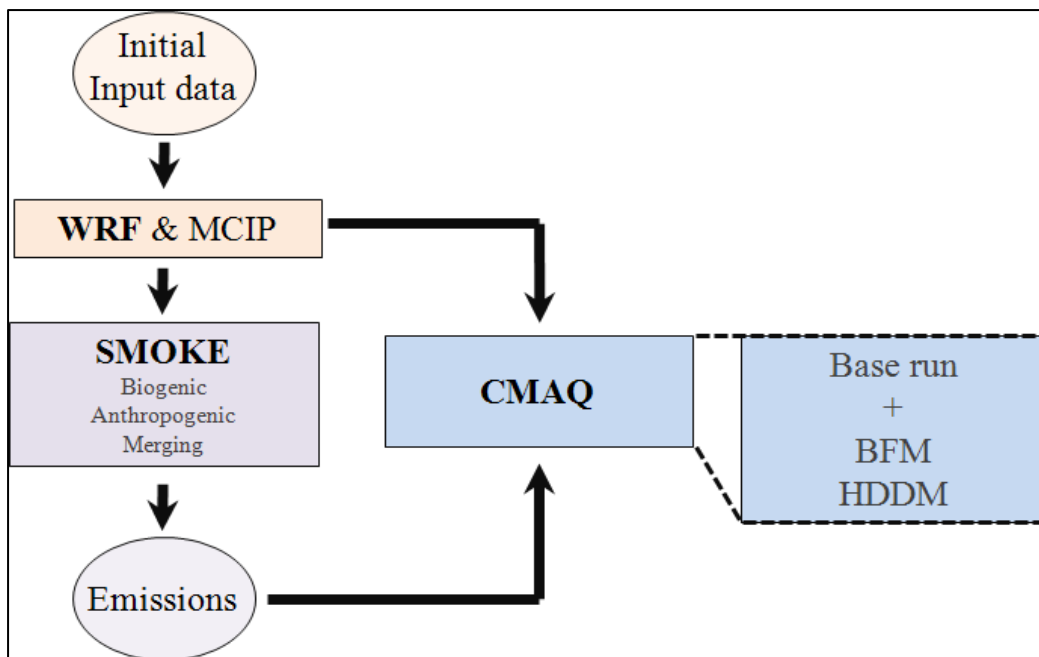 Initial
Input data
WRF & MCIP
SMOKE
Biogenic
Anthropogenic
Merging
Emissions
CMAQ
Base run
+
BFM
HDDM